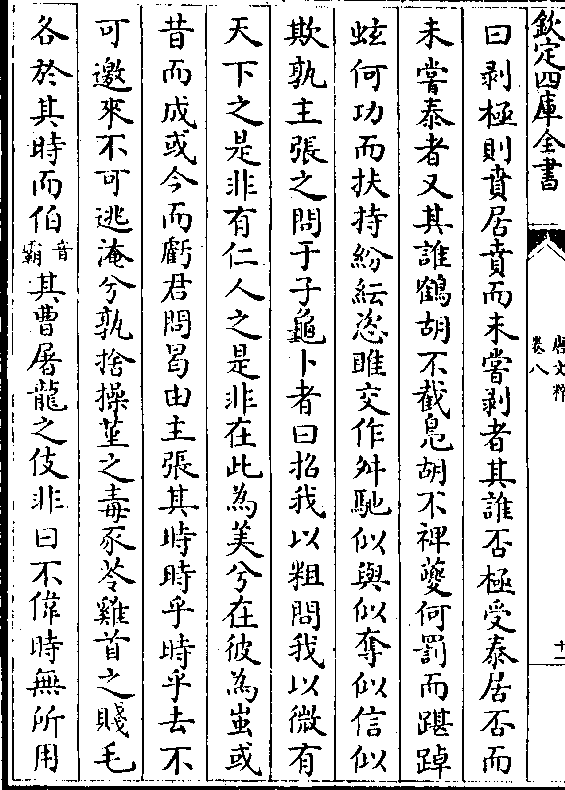 欽定四庫全書
唐文粹
卷八
十二
曰剥極則賁居賁而未嘗剥者其誰否極受泰居否而
未嘗泰者又其誰鶴胡不截鳧胡不裨夔何罰而踸踔
蚿何功而扶持紛紜恣睢交作舛馳似與似奪似信似
欺孰主張之問于子龜卜者曰招我以粗問我以微有
天下之是非有仁人之是非在此為美兮在彼為蚩或
昔而成或今而虧君問曷由主張其時時乎時乎去不
可邀來不可逃淹兮孰捨操堇之毒豕苓雞首之賤毛
各於其時而伯音霸其曹屠龍之伎非曰不偉時無所用